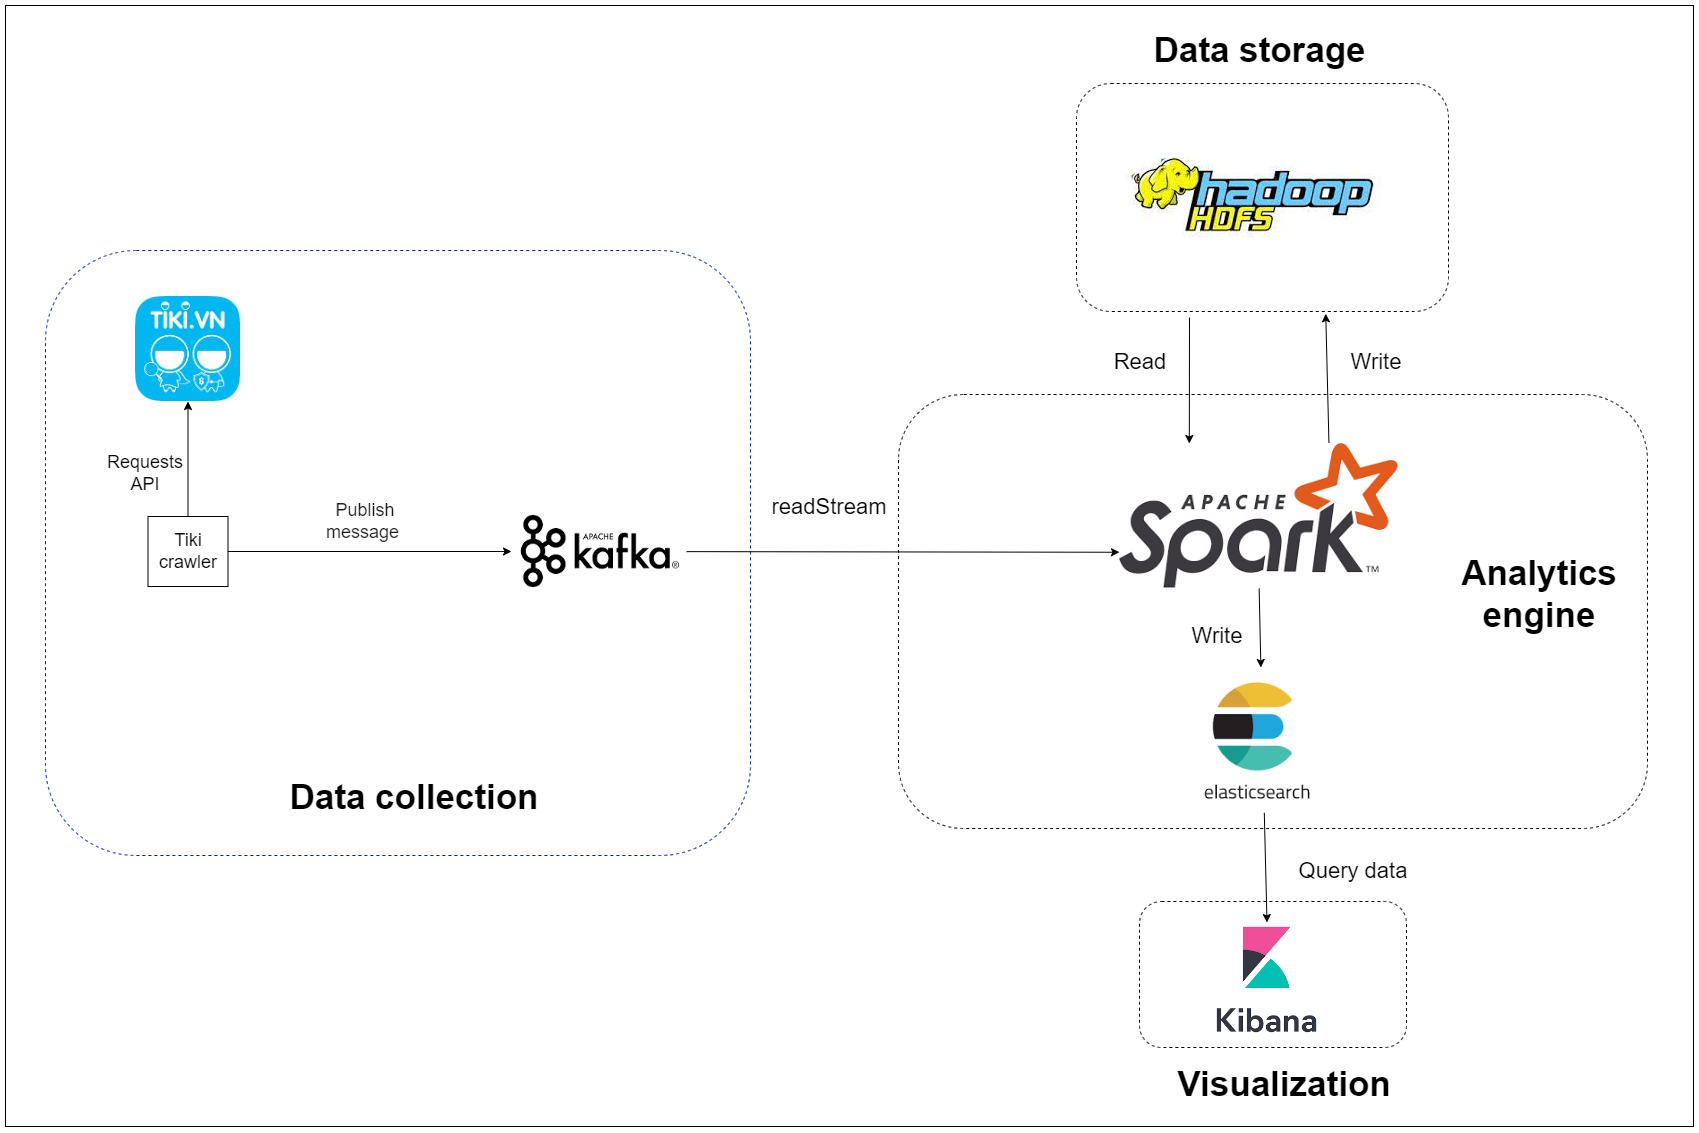 Data storage
hadoop
HDFS
TIKI.VN
Read
Write
Requests
API
Publish
message
readStream
Tiki
crawler
APACHE
kafka®
APACHE
Spark™
Analytics
engine
Write
elasticsearch
Data collection
Query data
Kibana
Visualization